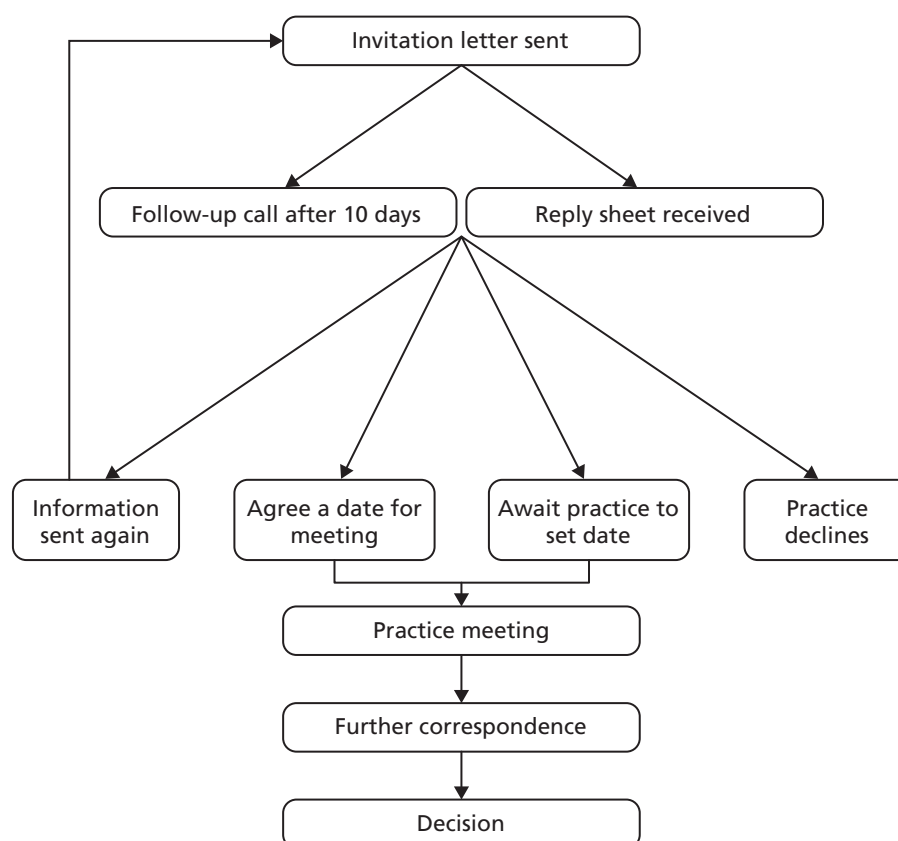 Invitation letter sent
Follow-up call after 10 days
Reply sheet received
Information
sent again
Agree a date for
meeting
Await practice to
set date
Practice
declines
Practice meeting
Further correspondence
Decision